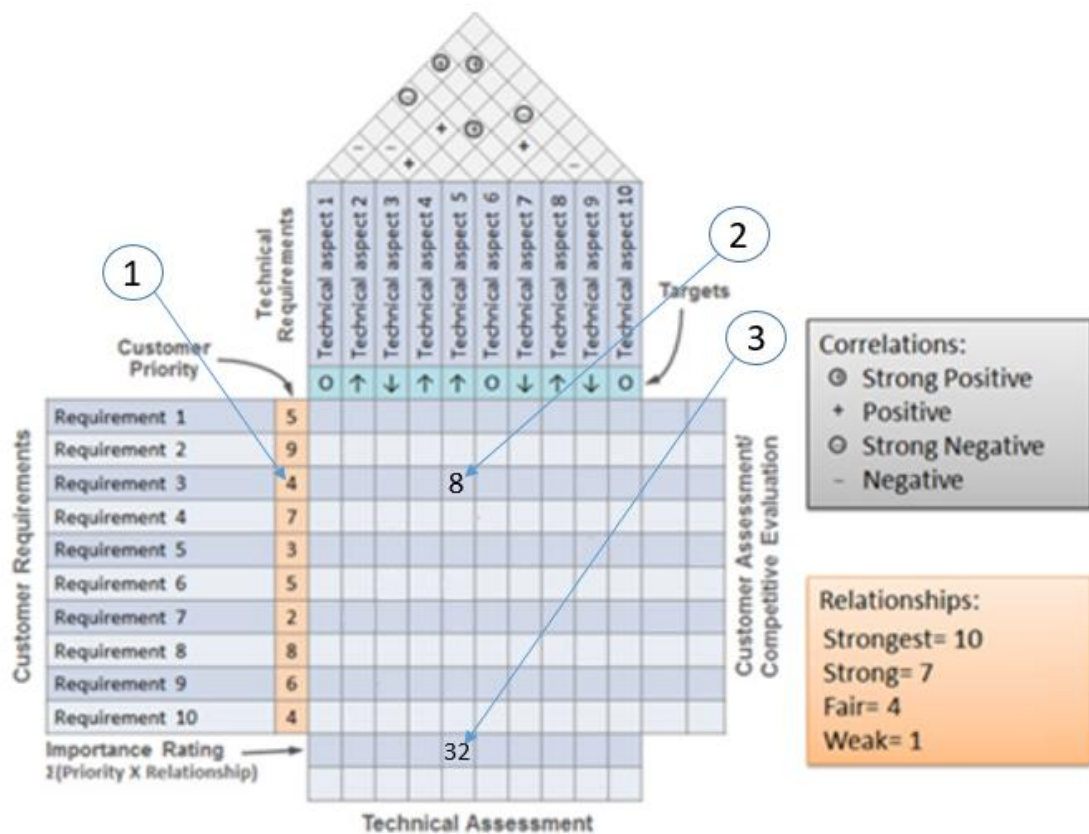 Technical
Requirements
Technical aspect 1
Technical aspect 2
Technical aspect 3
Technical aspect 4
Technical aspect 5
Technical aspect 6
Technical aspect 7
Technical aspect 8
Technical aspect 9
Technical aspect 10
1
2
3
Targets
Customer
Priority
O ↑ ↓ ↑ ↑ O ↓ ↑ ↓ O
Customer Requirements
Requirement 1 5
Requirement 2 9
Requirement 3 4 8
Requirement 4 7
Requirement 5 3
Requirement 6 5
Requirement 7 2
Requirement 8 8
Requirement 9 6
Requirement 10 4
Importance Rating 32
Σ(Priority X Relationship)
Technical Assessment
Customer Assessment/
Competitive Evaluation
Correlations:
Strong Positive
+ Positive
Strong Negative
− Negative
Relationships:
Strongest= 10
Strong= 7
Fair= 4
Weak= 1